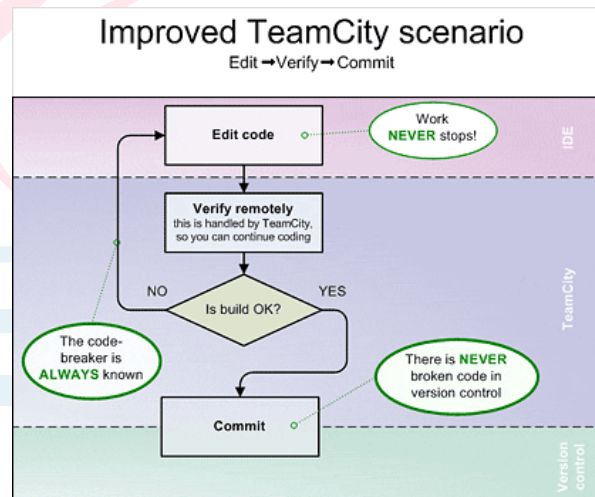 Improved TeamCity scenario
Edit ➞Verify➞Commit
Edit code
Work
NEVER stops!
IDE
Verify remotely
this is handled by TeamCity,
so you can continue coding
NO
Is build OK?
YES
TeamCity
The code-
breaker is
ALWAYS known
There is NEVER
broken code in
version control
Commit
Version
control